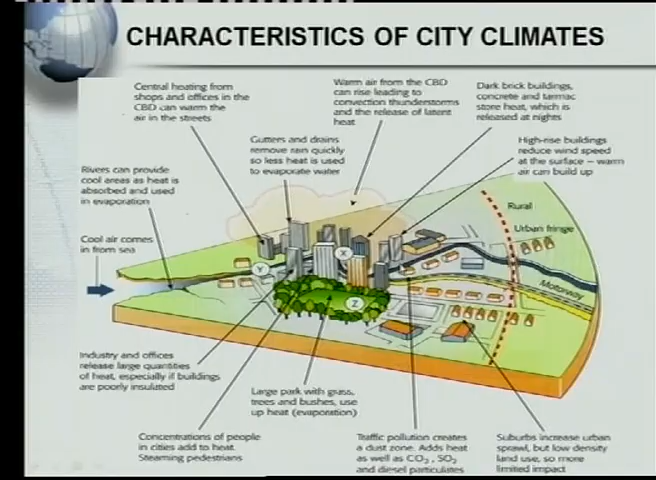 CHARACTERISTICS OF CITY CLIMATES
Central heating from
shops and offices in the
CBD can warm the
air in the streets
Warm air from the CBD
can rise leading to
convection thunderstorms
and the release of latent
heat
Dark brick buildings,
concrete and tarmac
store heat, which is
released at nights
Gutters and drains
remove rain quickly
so less heat is used
to evaporate water
High-rise buildings
reduce wind speed
at the surface – warm
air can build up
Rivers can provide
cool areas as heat is
absorbed and used
in evaporation
Cool air comes
in from sea
Rural
Urban fringe
Motorway
X
Y
Z
Industry and offices
release large quantities
of heat, especially if buildings
are poorly insulated
Large park with grass,
trees and bushes, use
up heat (evaporation)
Concentrations of people
in cities add to heat.
Steaming pedestrians
Traffic pollution creates
a dust zone. Adds heat
as well as CO₃, SO₂
and diesel particulates
Suburbs increase urban
sprawl, but low density
land use, so more
limited impact